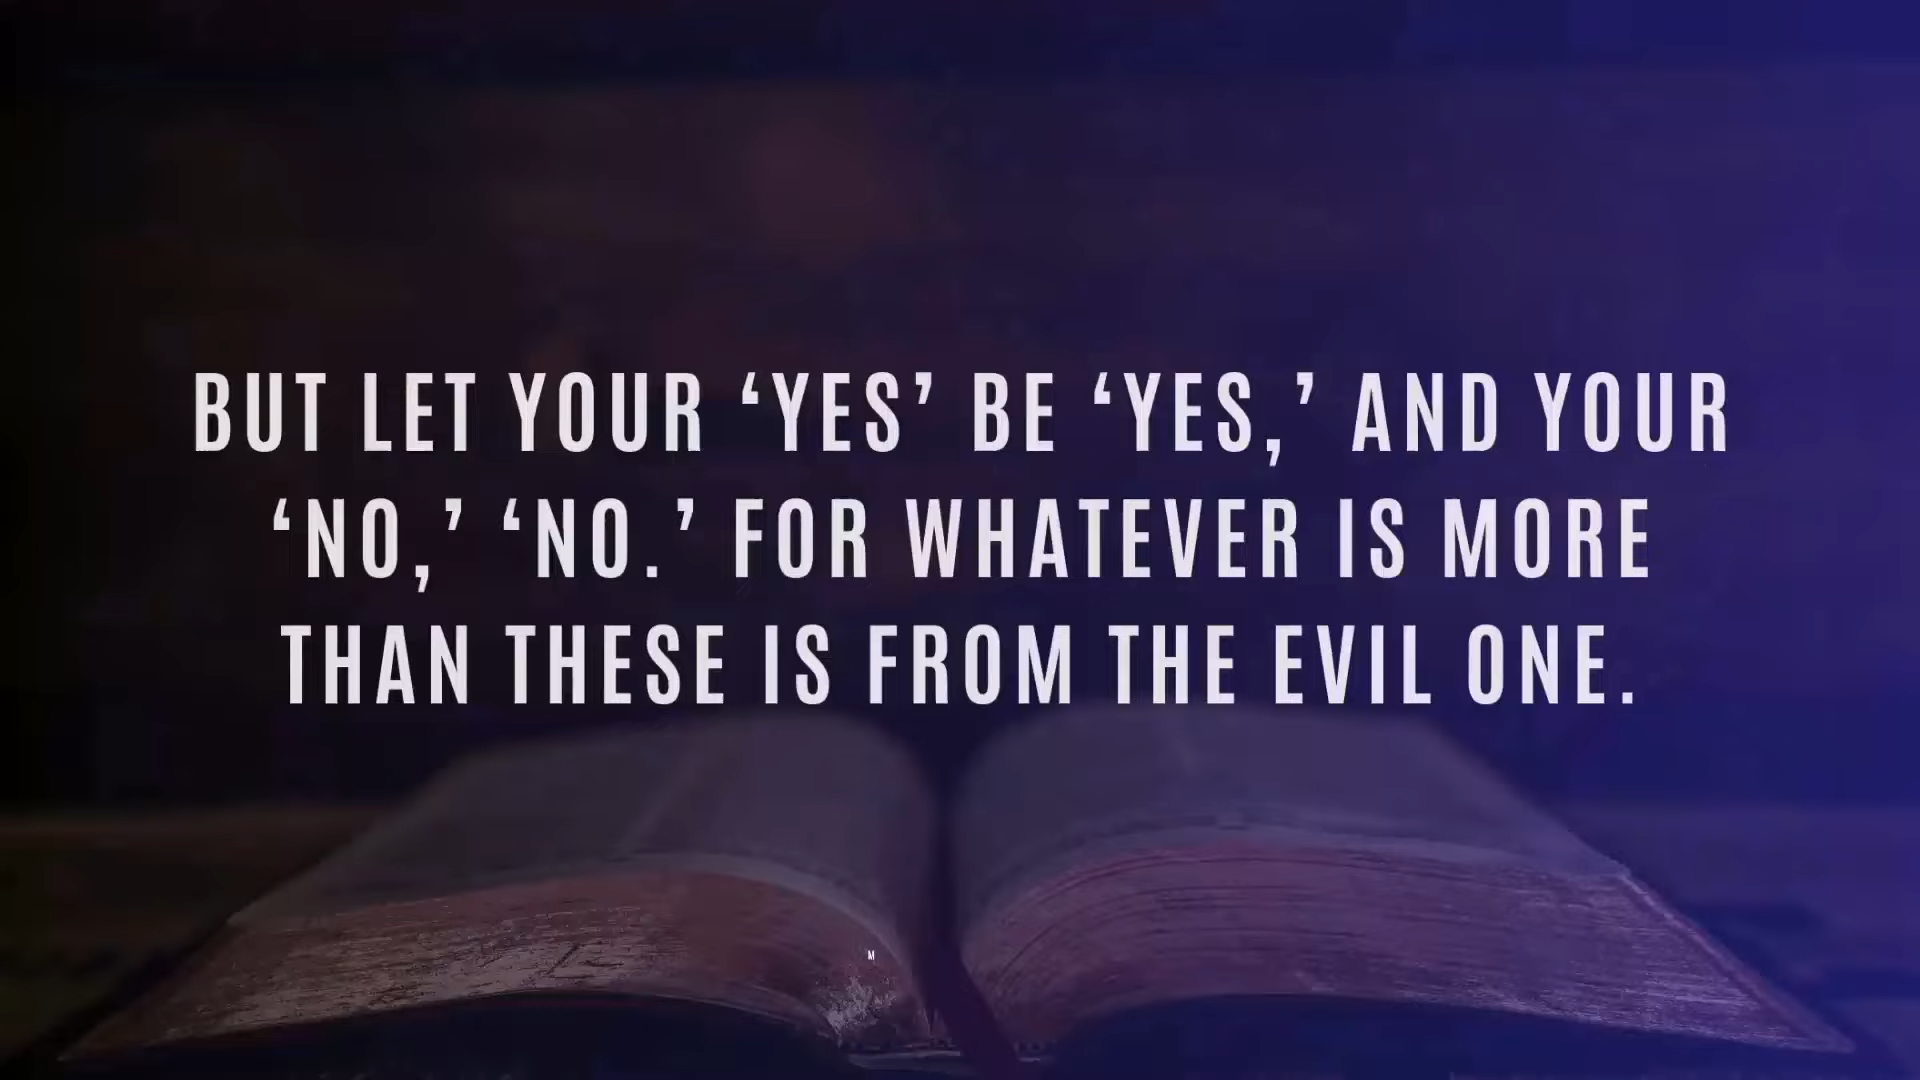 BUT LET YOUR ‘YES’ BE ‘YES,’ AND YOUR
‘NO,’ ‘NO.’ FOR WHATEVER IS MORE
THAN THESE IS FROM THE EVIL ONE.
M